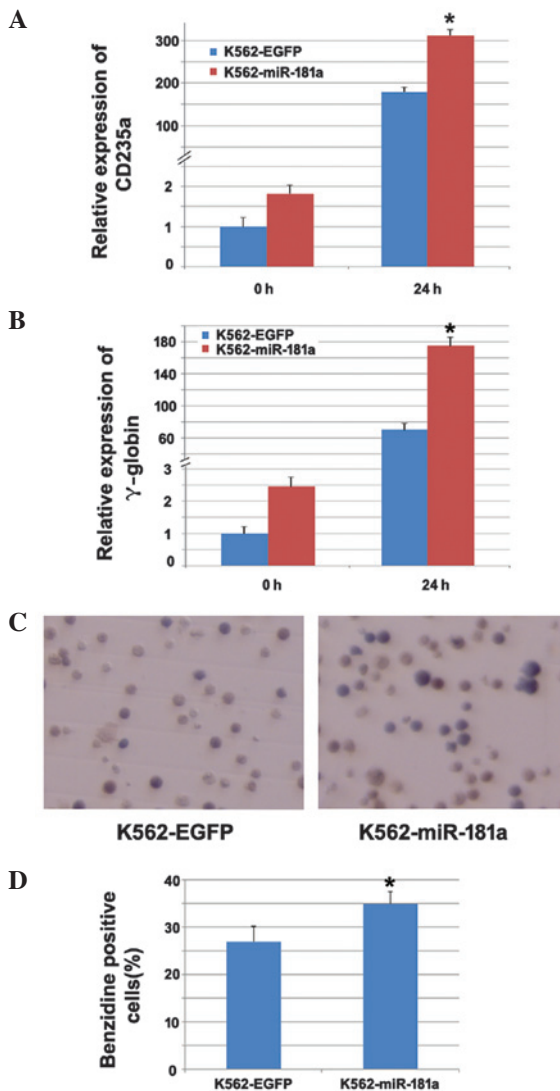 A
Relative expression of
CD235a
K562-EGFP
K562-miR-181a
*
300
180
100
2
1
0
0 h
24 h
B
Relative expression of
γ-globin
K562-EGFP
K562-miR-181a
*
180
140
100
60
3
2
1
0
0 h
24 h
C
K562-EGFP
K562-miR-181a
D
Benzidine positive
cells(%)
*
40
30
20
10
0
K562-EGFP
K562-miR-181a